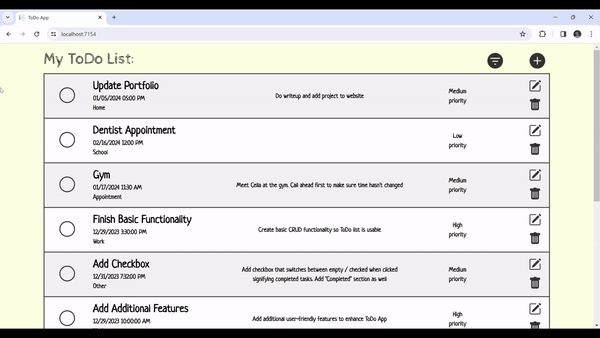 ToDo App
localhost:7154
My ToDo List:
Update Portfolio
01/05/2024 05:00 PM
Home
Do writeup and add project to website
Medium
priority
Dentist Appointment
02/16/2024 12:00 PM
School
Low
priority
Gym
01/17/2024 11:30 AM
Appointment
Meet Celia at the gym. Call ahead first to make sure time hasn't changed
Medium
priority
Finish Basic Functionality
12/29/2023 3:30:00 PM
Work
Create basic CRUD functionality so ToDo list is usable
High
priority
Add Checkbox
12/31/2023 7:32:00 PM
Other
Add checkbox that switches between empty / checked when clicked
signifying completed tasks. Add "Completed" section as well
Medium
priority
Add Additional Features
12/29/2023 10:00:00 AM
Add additional user-friendly features to enhance ToDo App
High
priority